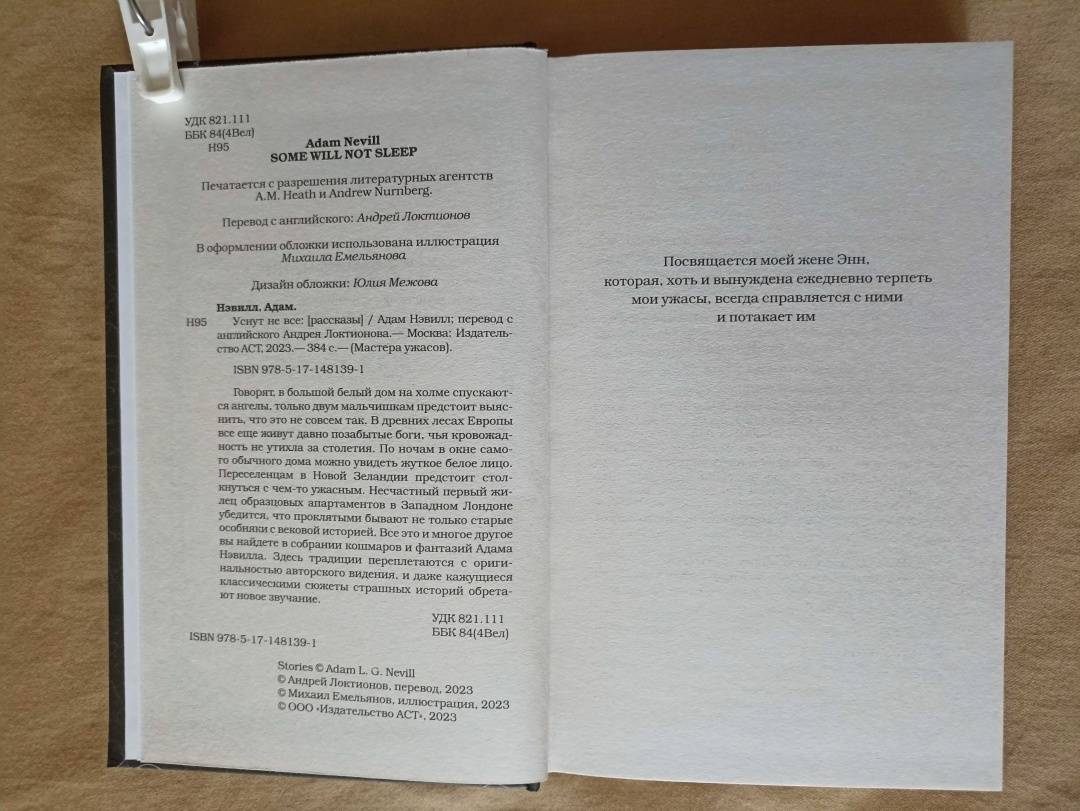 УДК 821.111
ББК 84(4Вел)
Н95
Adam Nevill
SOME WILL NOT SLEEP
Печатается с разрешения литературных агентств
A.M. Heath и Andrew Nurnberg.
Перевод с английского: Андрей Локтионов
В оформлении обложки использована иллюстрация
Михаила Емельянова
Дизайн обложки: Юлия Межова
Нэвилл, Адам.
Н95 Уснут не все: [рассказы] / Адам Нэвилл; перевод с
английского Андрея Локтионова.— Москва: Издатель-
ство АСТ, 2023.— 384 с.— (Мастера ужасов).
ISBN 978-5-17-148139-1
Говорят, в большой белый дом на холме спускают-
ся ангелы, только двум мальчишкам предстоит выяс-
нить, что это не совсем так. В древних лесах Европы
все еще живут давно позабытые боги, чья кровожад-
ность не утихла за столетия. По ночам в окне само-
го обычного дома можно увидеть жуткое белое лицо.
Переселенцам в Новой Зеландии предстоит стол-
кнуться с чем-то ужасным. Несчастный первый жи-
лец образцовых апартаментов в Западном Лондоне
убедится, что проклятыми бывают не только старые
особняки с вековой историей. Все это и многое другое
вы найдете в собрании кошмаров и фантазий Адама
Нэвилла. Здесь традиции переплетаются с ориги-
нальностью авторского видения, и даже кажущиеся
классическими сюжеты страшных историй обрета-
ют новое звучание.
УДК 821.111
ББК 84(4Вел)
ISBN 978-5-17-148139-1
Stories © Adam L. G. Nevill
© Андрей Локтионов, перевод, 2023
© Михаил Емельянов, иллюстрация, 2023
© ООО «Издательство АСТ», 2023
Посвящается моей жене Энн,
которая, хоть и вынуждена ежедневно терпеть
мои ужасы, всегда справляется с ними
и потакает им